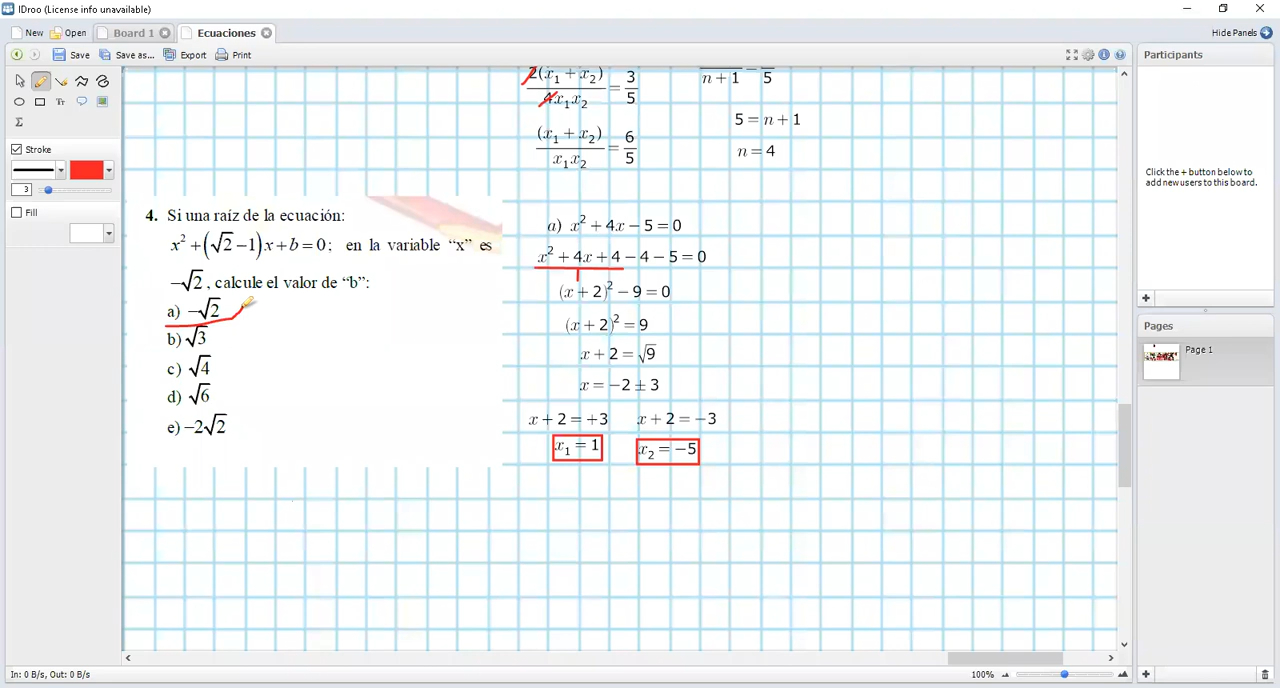 IDroo (License info unavailable)
New Open Board 1 Ecuaciones Hide Panels
Save Save as... Export Print
Participants
Click the + button below to
add new users to this board.
Pages
Page 1
Tr
Σ
Stroke
3
Fill
2(x₁ + x₂)/4x₁x₂ = 3/5
(x₁ + x₂)/x₁x₂ = 6/5
n + 1 = 5
5 = n + 1
n = 4
4. Si una raíz de la ecuación:
x² + (√2 − 1)x + b = 0; en la variable “x” es
−√2, calcule el valor de “b”:
a) −√2
b) √3
c) √4
d) √6
e) −2√2
a) x² + 4x − 5 = 0
x² + 4x + 4 − 4 − 5 = 0
(x + 2)² − 9 = 0
(x + 2)² = 9
x + 2 = √9
x = −2 ± 3
x + 2 = +3 x + 2 = −3
x₁ = 1 x₂ = −5
In: 0 B/s, Out: 0 B/s
100%